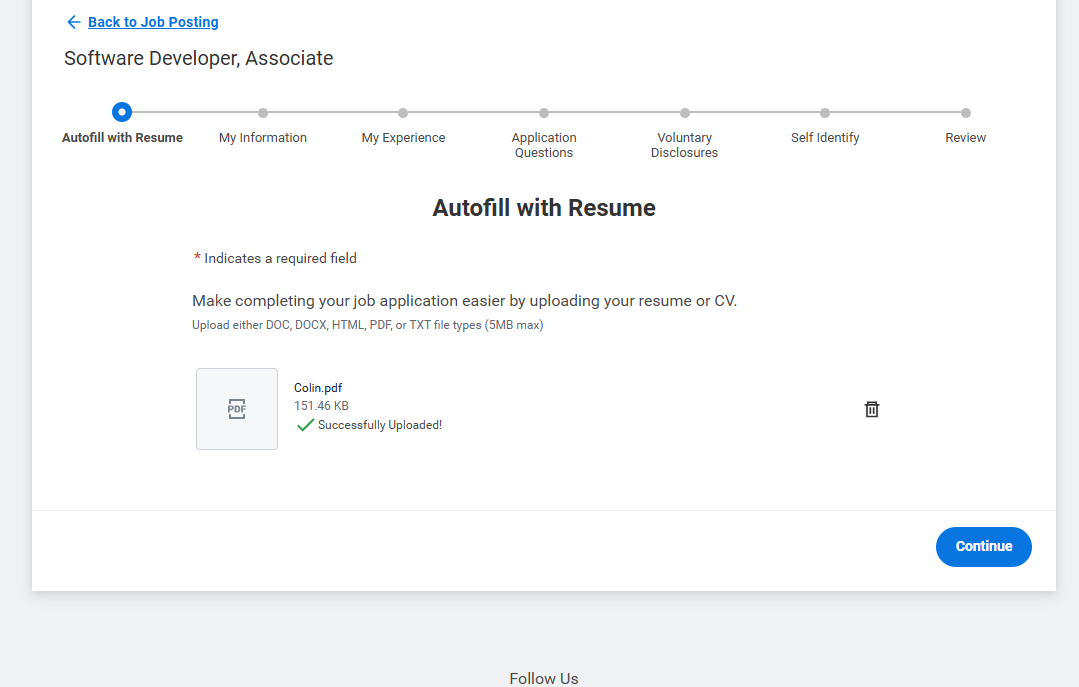 Back to Job Posting
Software Developer, Associate
Autofill with Resume
My Information
My Experience
Application
Questions
Voluntary
Disclosures
Self Identify
Review
Autofill with Resume
* Indicates a required field
Make completing your job application easier by uploading your resume or CV.
Upload either DOC, DOCX, HTML, PDF, or TXT file types (5MB max)
PDF
Colin.pdf
151.46 KB
Successfully Uploaded!
Continue
Follow Us